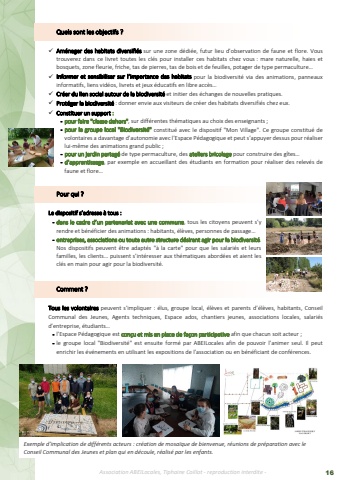 Quels sont les objectifs ?
✓ Aménager des habitats diversifiés sur une zone dédiée, futur lieu d'observation de faune et flore. Vous
trouverez dans ce livret toutes les clés pour installer ces habitats chez vous : mare naturelle, haies et
bosquets, zone fleurie, friche, tas de pierres, tas de bois et de feuilles, potager de type permaculture...
✓ Informer et sensibiliser sur l'importance des habitats pour la biodiversité via des animations, panneaux
informatifs, liens vidéos, livrets et jeux éducatifs en libre accès...
✓ Créer du lien social autour de la biodiversité et initier des échanges de nouvelles pratiques.
✓ Protéger la biodiversité : donner envie aux visiteurs de créer des habitats diversifiés chez eux.
✓ Constituer un support :
- pour faire "classe dehors", sur différentes thématiques au choix des enseignants ;
- pour le groupe local "Biodiversité" constitué avec le dispositif "Mon Village". Ce groupe constitué de
volontaires a davantage d'autonomie avec l'Espace Pédagogique et peut s'appuyer dessus pour réaliser
lui-même des animations grand public ;
- pour un jardin partagé de type permaculture, des ateliers bricolage pour construire des gîtes...
- d'apprentissage, par exemple en accueillant des étudiants en formation pour réaliser des relevés de
faune et flore...
Pour qui ?
Le dispositif s'adresse à tous :
- dans le cadre d'un partenariat avec une commune, tous les citoyens peuvent s'y
rendre et bénéficier des animations : habitants, élèves, personnes de passage...
- entreprises, associations ou toute autre structure désirant agir pour la biodiversité.
Nos dispositifs peuvent être adaptés "à la carte" pour que les salariés et leurs
familles, les clients... puissent s'intéresser aux thématiques abordées et aient les
clés en main pour agir pour la biodiversité.
Comment ?
Tous les volontaires peuvent s'impliquer : élus, groupe local, élèves et parents d'élèves, habitants, Conseil
Communal des Jeunes, Agents techniques, Espace ados, chantiers jeunes, associations locales, salariés
d'entreprise, étudiants...
- l'Espace Pédagogique est conçu et mis en place de façon participative afin que chacun soit acteur ;
- le groupe local "Biodiversité" est ensuite formé par ABEILocales afin de pouvoir l'animer seul. Il peut
enrichir les événements en utilisant les expositions de l'association ou en bénéficiant de conférences.
Exemple d'implication de différents acteurs : création de mosaïque de bienvenue, réunions de préparation avec le
Conseil Communal des Jeunes et plan qui en découle, réalisé par les enfants.
Association ABEILocales, Tiphanie Caillot - reproduction interdite -
16